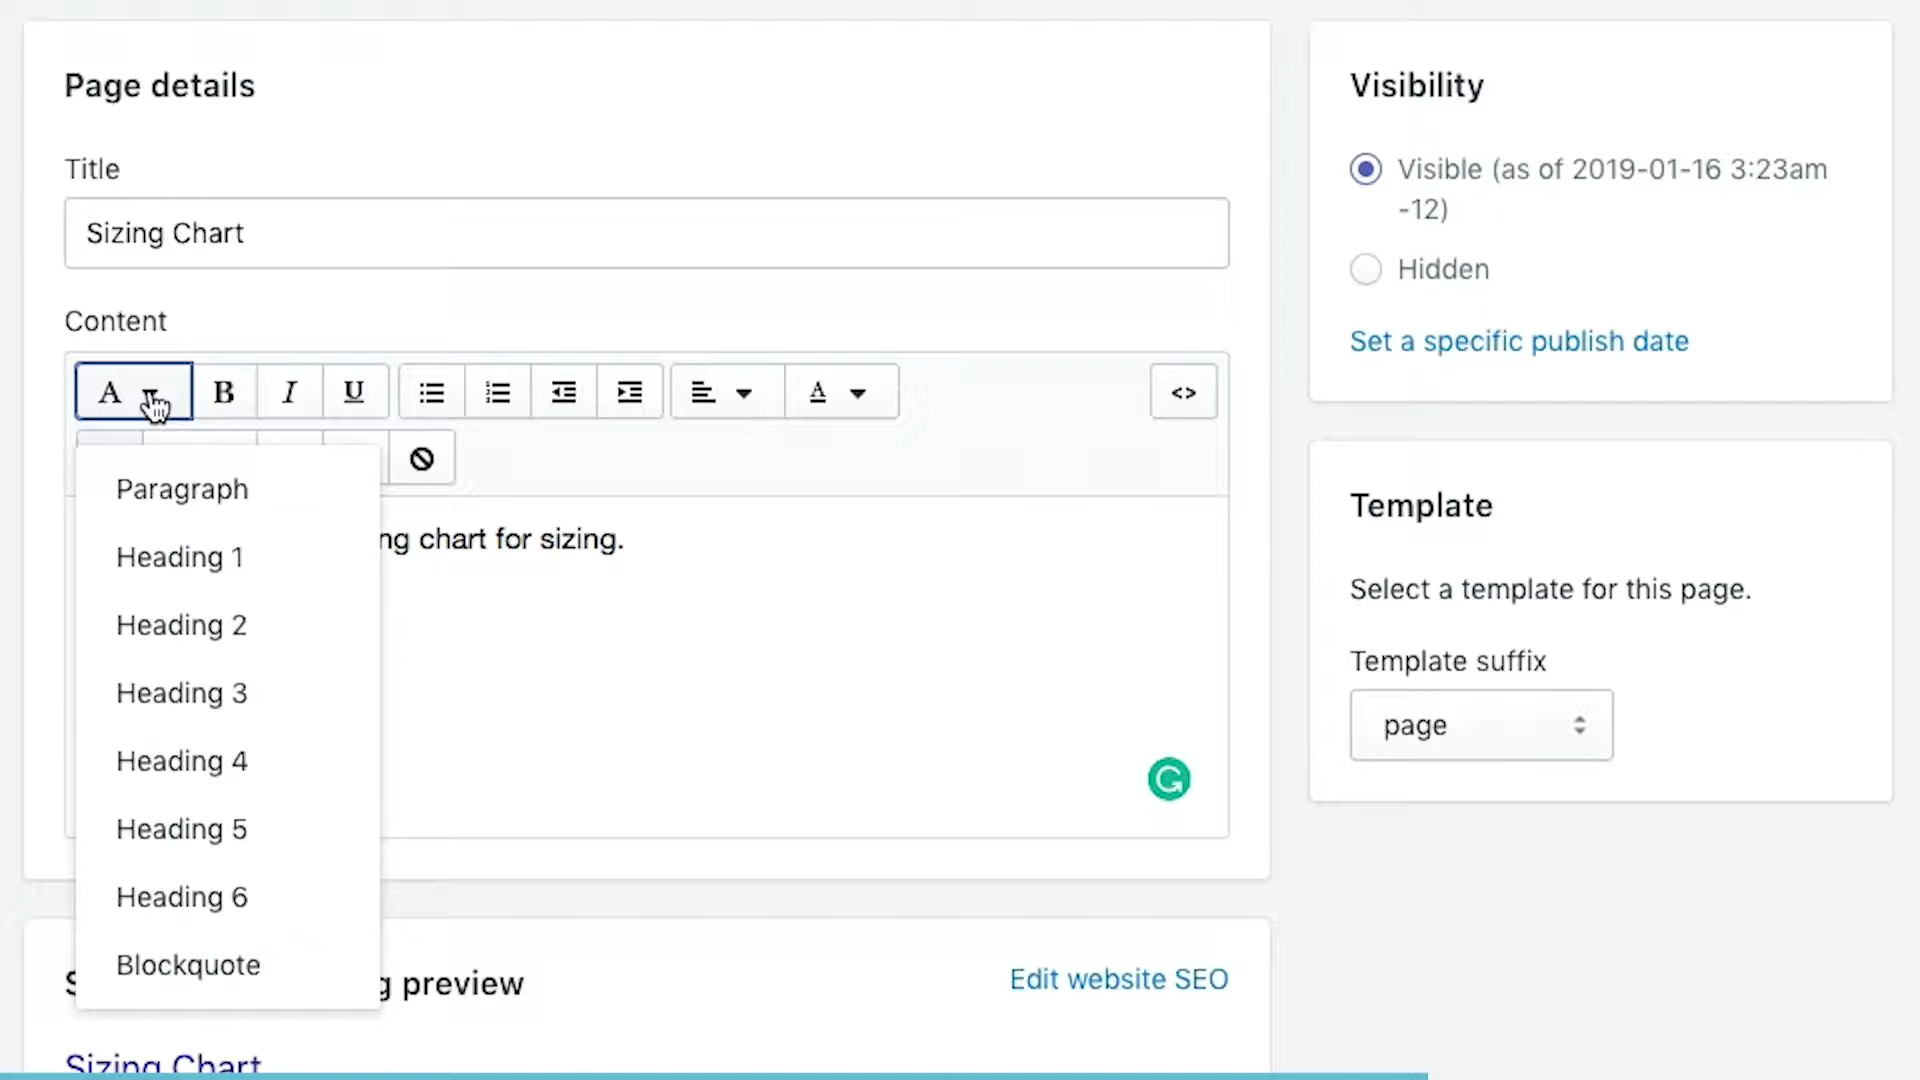 Page details
Title
Sizing Chart
Content
A
B I U
A
<>
Paragraph
Heading 1
Heading 2
Heading 3
Heading 4
Heading 5
Heading 6
Blockquote
ng chart for sizing.
g preview
Edit website SEO
Sizing Chart
Visibility
Visible (as of 2019-01-16 3:23am
-12)
Hidden
Set a specific publish date
Template
Select a template for this page.
Template suffix
page